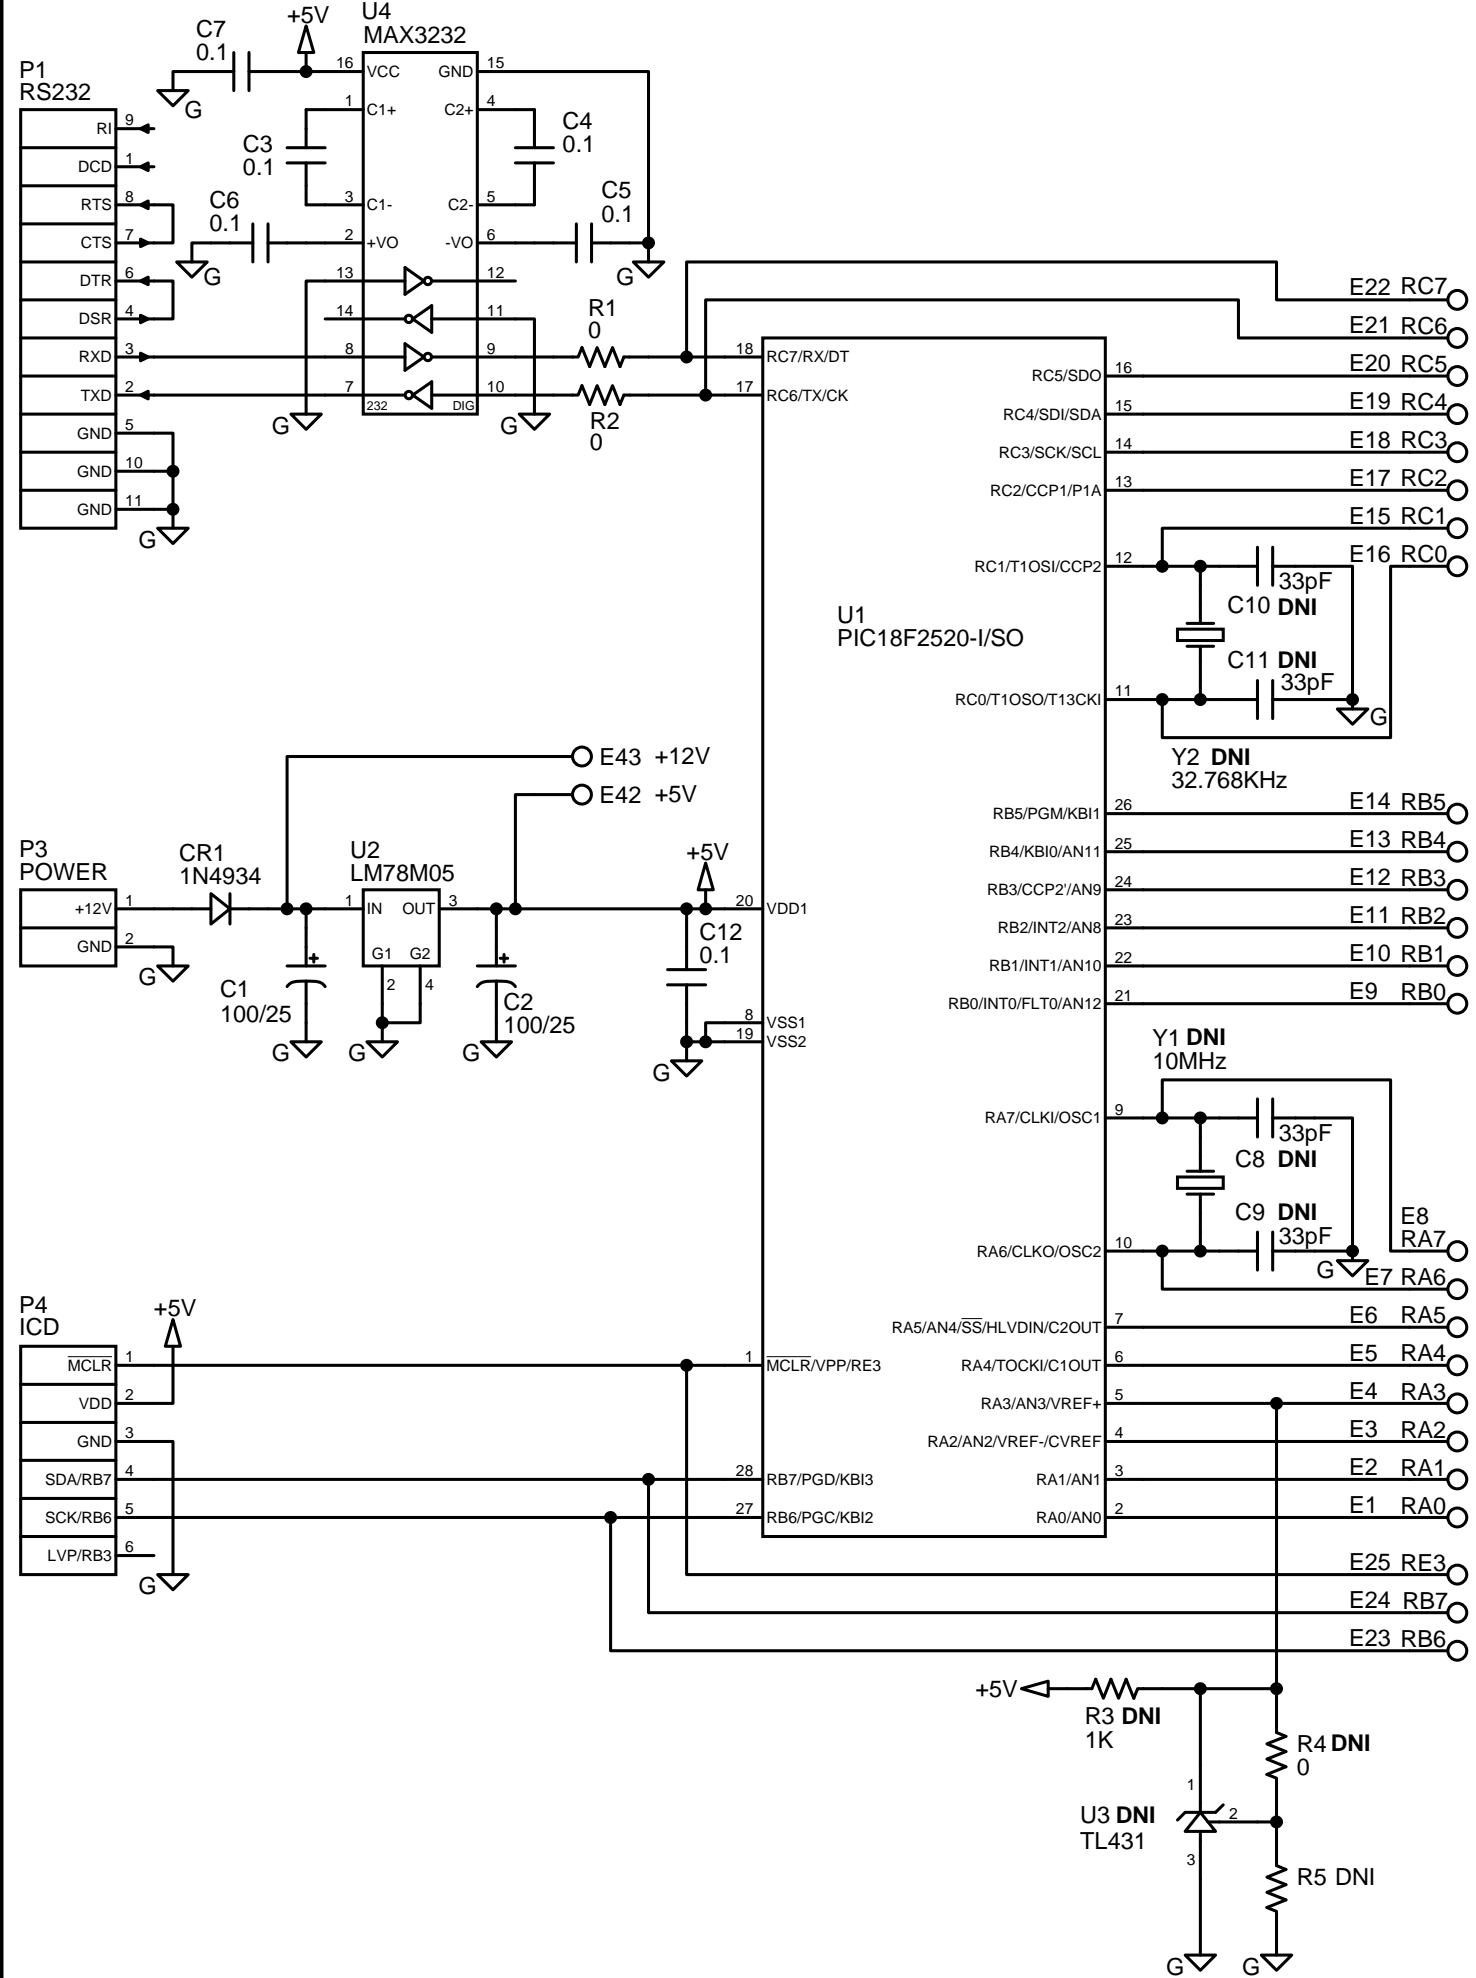 P1
RS232
RI 9
DCD 1
RTS 8
CTS 7
DTR 6
DSR 4
RXD 3
TXD 2
GND 5
GND 10
GND 11
G
C7
0.1
+5V
G
U4
MAX3232
16 VCC
GND 15
1 C1+
C2+ 4
3 C1-
C2- 5
2 +VO
-VO 6
13
12
14
11
8
9
7
10
232
DIG
C3
0.1
C4
0.1
C6
0.1
G
C5
0.1
G
G
G
R1
0
R2
0
U1
PIC18F2520-I/SO
18 RC7/RX/DT
17 RC6/TX/CK
20 VDD1
8 VSS1
19 VSS2
1 MCLR/VPP/RE3
28 RB7/PGD/KBI3
27 RB6/PGC/KBI2
RC5/SDO 16
RC4/SDI/SDA 15
RC3/SCK/SCL 14
RC2/CCP1/P1A 13
RC1/T1OSI/CCP2 12
RC0/T1OSO/T13CKI 11
RB5/PGM/KBI1 26
RB4/KBI0/AN11 25
RB3/CCP2'/AN9 24
RB2/INT2/AN8 23
RB1/INT1/AN10 22
RB0/INT0/FLT0/AN12 21
RA7/CLKI/OSC1 9
RA6/CLKO/OSC2 10
RA5/AN4/SS/HLVDIN/C2OUT 7
RA4/TOCKI/C1OUT 6
RA3/AN3/VREF+ 5
RA2/AN2/VREF-/CVREF 4
RA1/AN1 3
RA0/AN0 2
E22 RC7
E21 RC6
E20 RC5
E19 RC4
E18 RC3
E17 RC2
E15 RC1
E16 RC0
33pF
C10 DNI
C11 DNI
33pF
G
Y2 DNI
32.768KHz
E14 RB5
E13 RB4
E12 RB3
E11 RB2
E10 RB1
E9 RB0
Y1 DNI
10MHz
33pF
C8 DNI
C9 DNI
33pF
G
E8
RA7
E7 RA6
E6 RA5
E5 RA4
E4 RA3
E3 RA2
E2 RA1
E1 RA0
E25 RE3
E24 RB7
E23 RB6
E43 +12V
E42 +5V
P3
POWER
+12V 1
GND 2
G
CR1
1N4934
U2
LM78M05
1 IN
OUT 3
G1
G2
2
4
G
C1
100/25
G
C2
100/25
G
+5V
C12
0.1
G
P4
ICD
+5V
MCLR 1
VDD 2
GND 3
SDA/RB7 4
SCK/RB6 5
LVP/RB3 6
G
+5V
R3 DNI
1K
R4 DNI
0
U3 DNI
TL431
1
2
3
R5 DNI
G
G